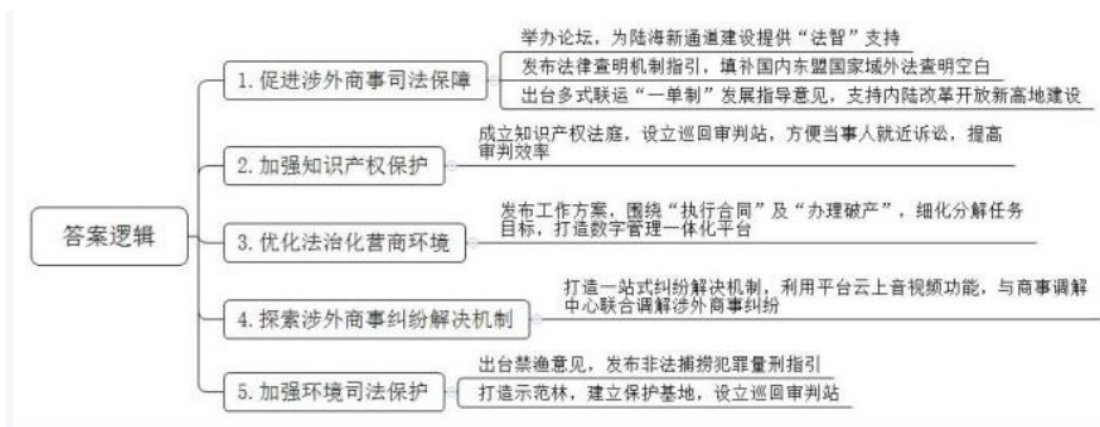 答案逻辑
1.促进涉外商事司法保障
举办论坛，为陆海新通道建设提供“法智”支持
发布法律查明机制指引，填补国内东盟国家域外法查明空白
出台多式联运“一单制”发展指导意见，支持内陆改革开放新高地建设
2.加强知识产权保护
成立知识产权法庭，设立巡回审判站，方便当事人就近诉讼，提高
审判效率
3.优化法治化营商环境
发布工作方案，围绕“执行合同”及“办理破产”，细化分解任务
目标，打造数字管理一体化平台
4.探索涉外商事纠纷解决机制
打造一站式纠纷解决机制，利用平台云上音视频功能，与商事调解
中心联合调解涉外商事纠纷
5.加强环境司法保护
出台禁渔意见，发布非法捕捞犯罪量刑指引
打造示范林，建立保护基地，设立巡回审判站